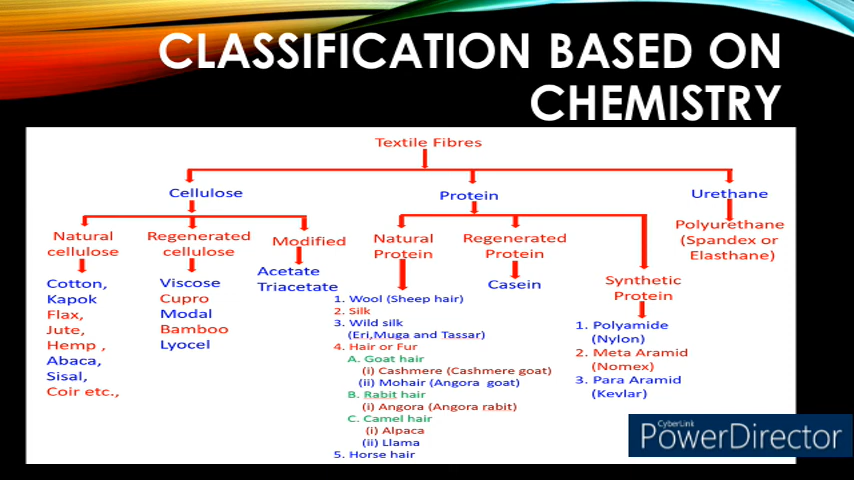 CLASSIFICATION BASED ON
CHEMISTRY
Textile Fibres
Cellulose
Protein
Urethane
Natural
cellulose
Regenerated
cellulose
Modified
Natural
Protein
Regenerated
Protein
Synthetic
Protein
Polyurethane
(Spandex or
Elasthane)
Cotton,
Kapok
Flax,
Jute,
Hemp ,
Abaca,
Sisal,
Coir etc.,
Viscose
Cupro
Modal
Bamboo
Lyocel
Acetate
Triacetate
1. Wool (Sheep hair)
2. Silk
3. Wild silk
(Eri,Muga and Tassar)
4. Hair or Fur
A. Goat hair
(i) Cashmere (Cashmere goat)
(ii) Mohair (Angora goat)
B. Rabit hair
(i) Angora (Angora rabit)
C. Camel hair
(i) Alpaca
(ii) Llama
5. Horse hair
Casein
1. Polyamide
(Nylon)
2. Meta Aramid
(Nomex)
3. Para Aramid
(Kevlar)
CyberLink
PowerDirector